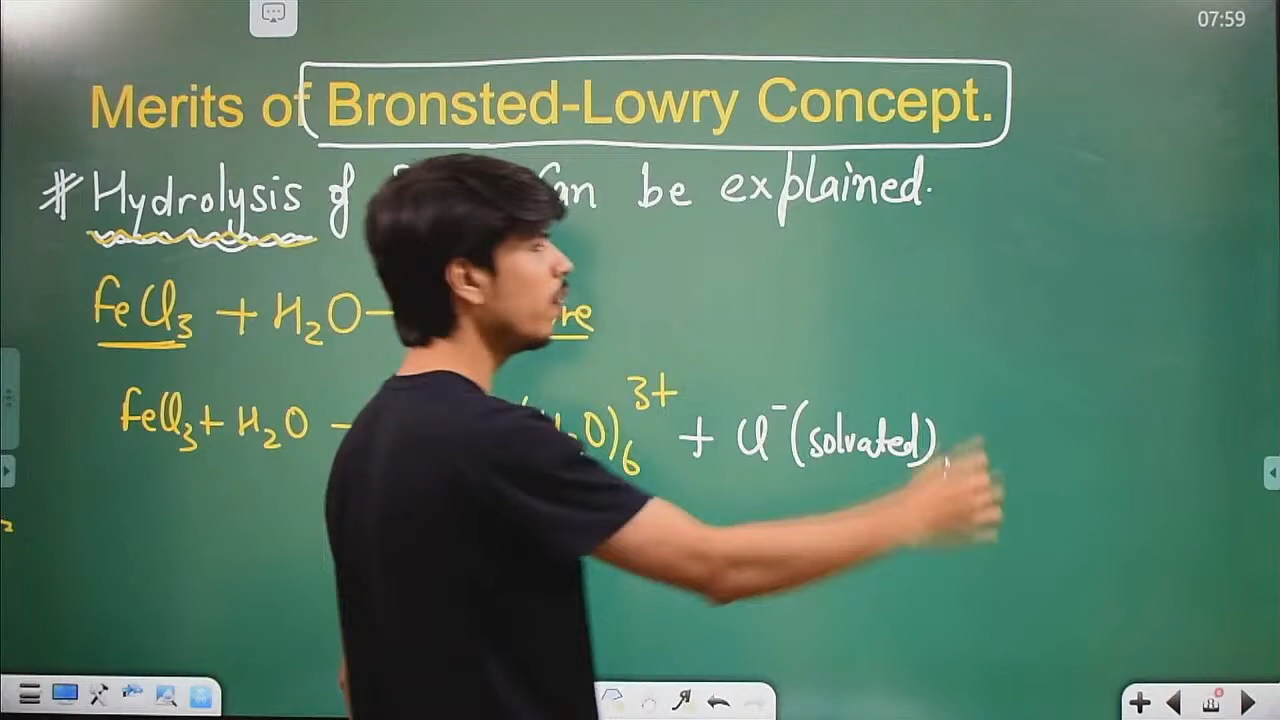 07:59
Merits of Bronsted-Lowry Concept.
# Hydrolysis of Can be explained.
FeCl3 + H2O
FeCl3 + H2O O)6 3+ + Cl- (solvated)